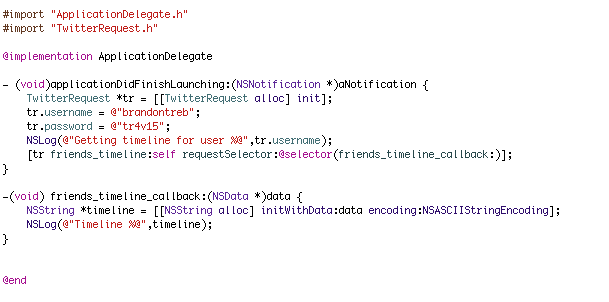 #import "ApplicationDelegate.h"
#import "TwitterRequest.h"
@implementation ApplicationDelegate
- (void)applicationDidFinishLaunching:(NSNotification *)aNotification {
TwitterRequest *tr = [[TwitterRequest alloc] init];
tr.username = @"brandontreb";
tr.password = @"tr4v15";
NSLog(@"Getting timeline for user %@",tr.username);
[tr friends_timeline:self requestSelector:@selector(friends_timeline_callback:)];
}
-(void) friends_timeline_callback:(NSData *)data {
NSString *timeline = [[NSString alloc] initWithData:data encoding:NSASCIIStringEncoding];
NSLog(@"Timeline %@",timeline);
}
@end